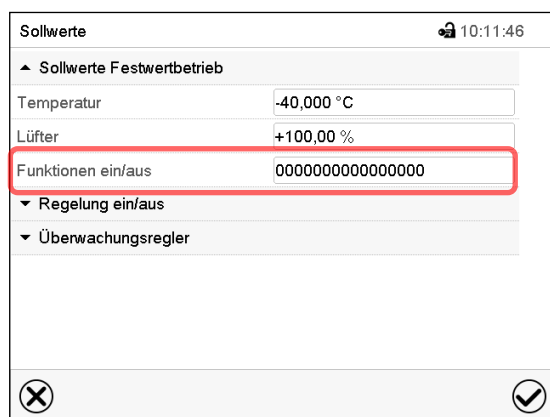 Sollwerte 10:11:46
Sollwerte Festwertbetrieb
Temperatur -40,000 °C
Lüfter +100,00 %
Funktionen ein/aus 0000000000000000
Regelung ein/aus
Überwachungsregler